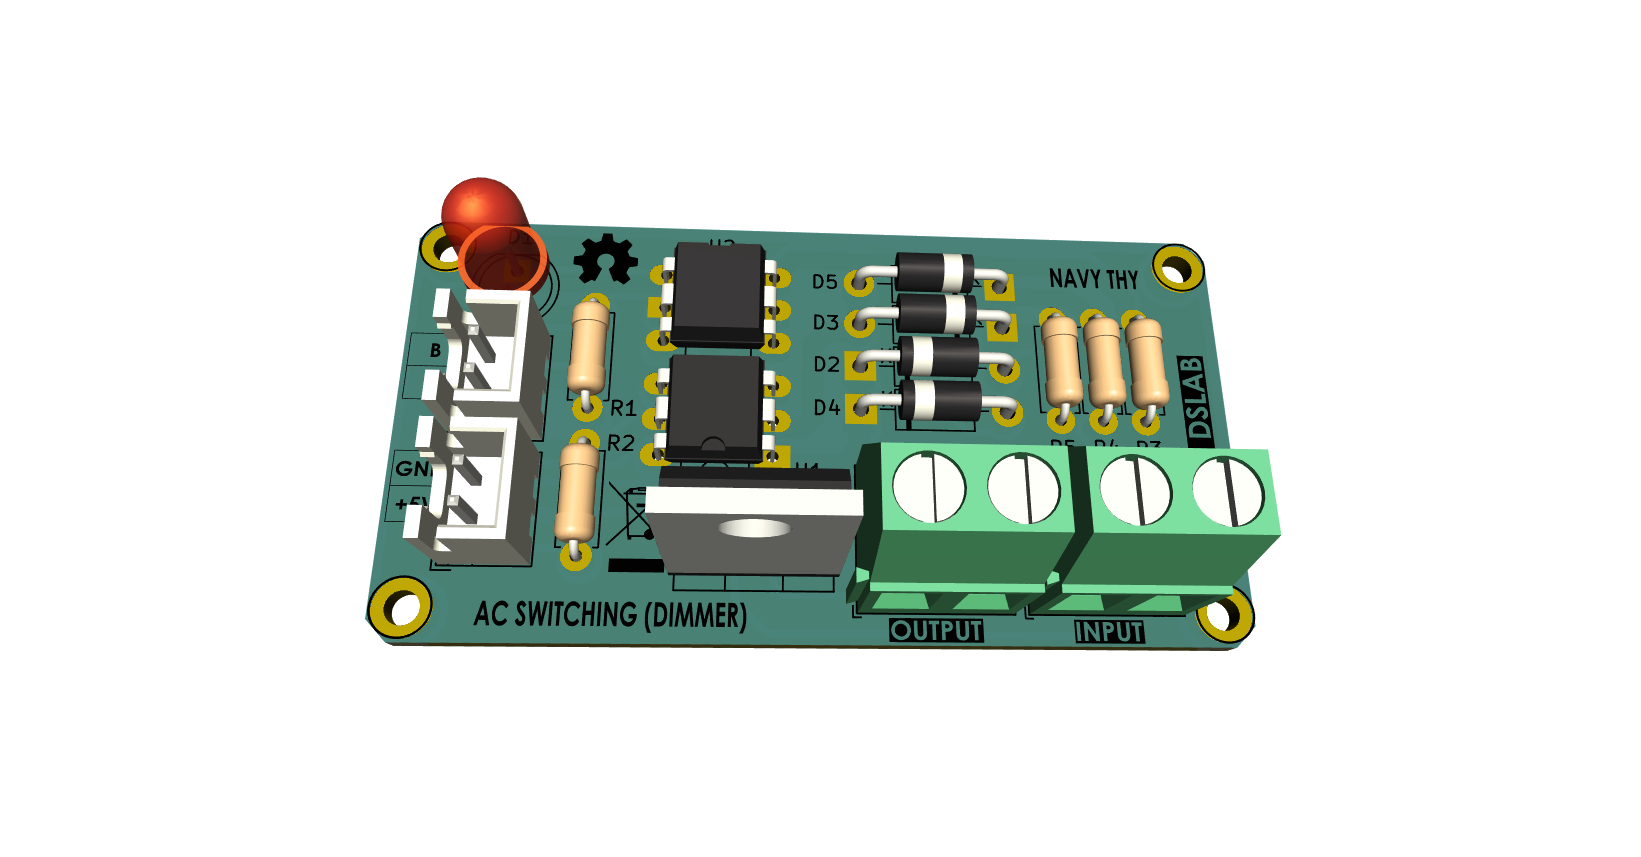 D5
NAVY THY
D3
B
D2
DSLAB
D4
R1
R2
AC SWITCHING (DIMMER)
OUTPUT
INPUT